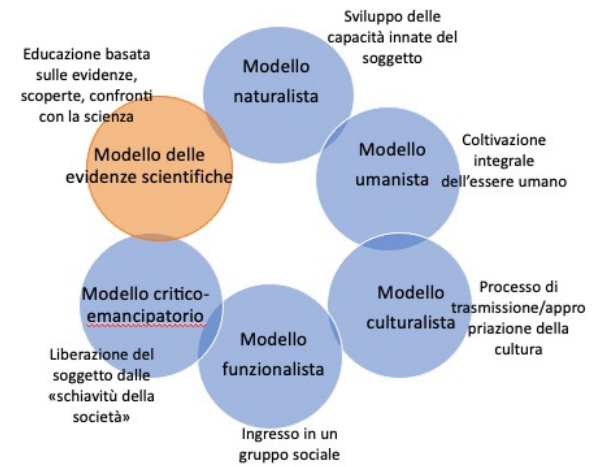 Sviluppo delle
capacità innate del
soggetto
Modello
naturalista
Educazione basata
sulle evidenze,
scoperte, confronti
con la scienza
Modello delle
evidenze scientifiche
Modello
umanista
Coltivazione
integrale
dell'essere umano
Modello
culturalista
Processo di
trasmissione/appro
priazione della
cultura
Modello critico-
emancipatorio
Liberazione del
soggetto dalle
«schiavitù della
società»
Modello
funzionalista
Ingresso in un
gruppo sociale